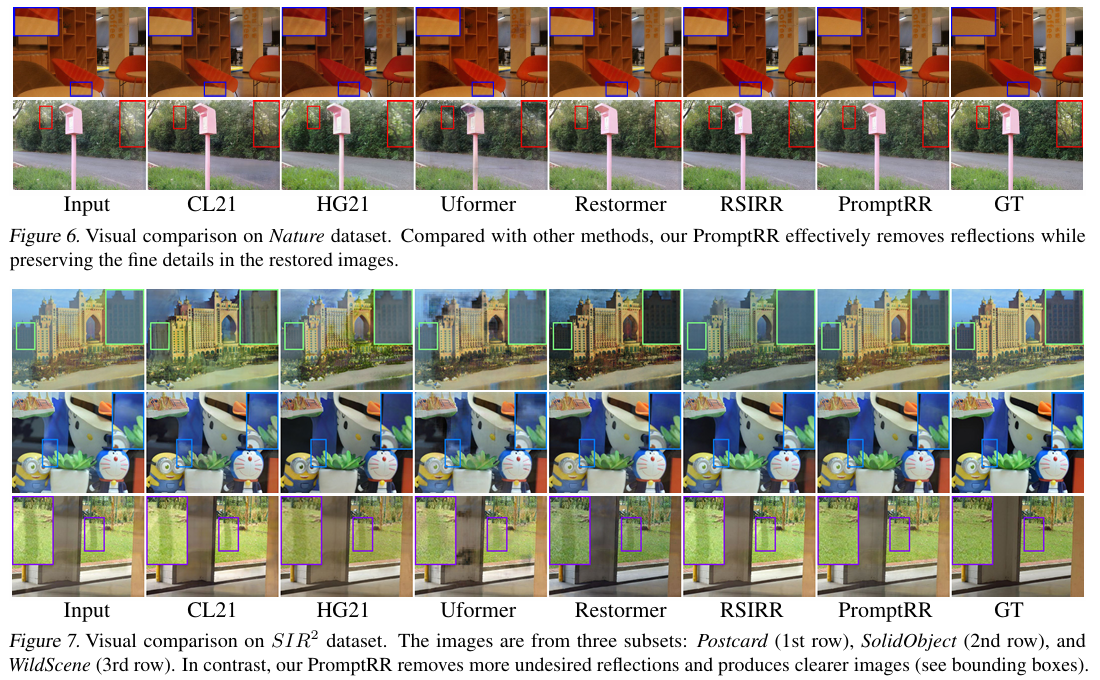 Input CL21 HG21 Uformer Restormer RSIRR PromptRR GT
Figure 6. Visual comparison on Nature dataset. Compared with other methods, our PromptRR effectively removes reflections while
preserving the fine details in the restored images.
Input CL21 HG21 Uformer Restormer RSIRR PromptRR GT
Figure 7. Visual comparison on SIR² dataset. The images are from three subsets: Postcard (1st row), SolidObject (2nd row), and
WildScene (3rd row). In contrast, our PromptRR removes more undesired reflections and produces clearer images (see bounding boxes).